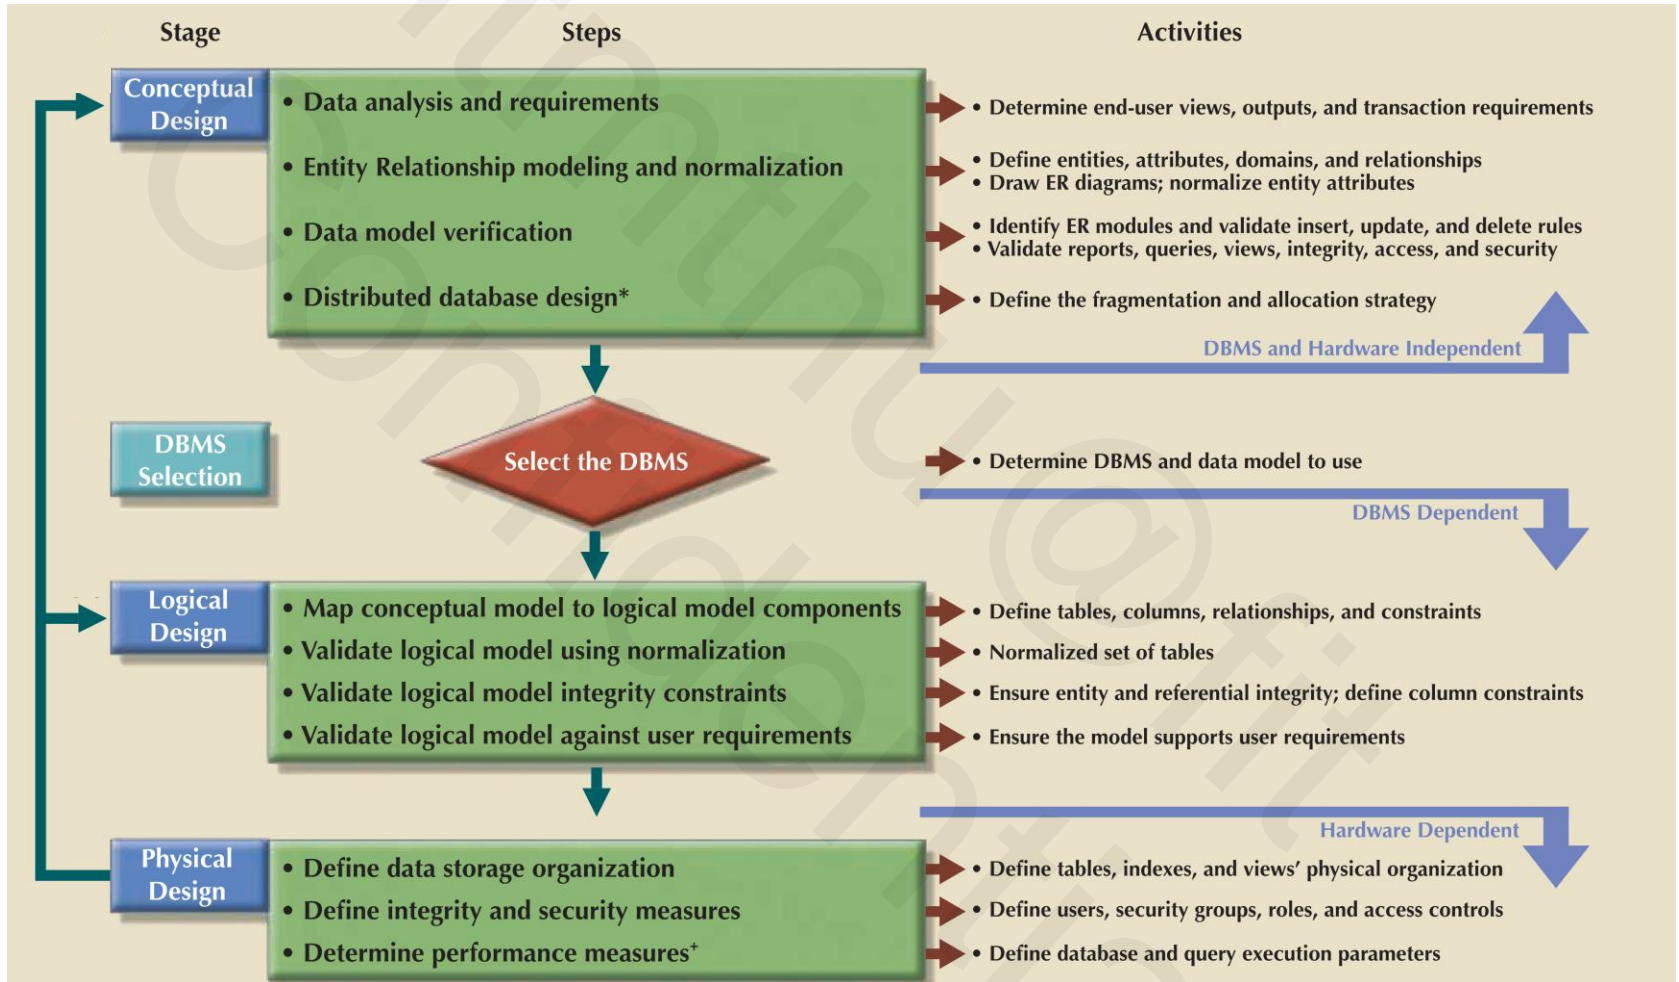 Stage
Steps
Activities
Conceptual
Design
• Data analysis and requirements
• Determine end-user views, outputs, and transaction requirements
• Entity Relationship modeling and normalization
• Define entities, attributes, domains, and relationships
• Draw ER diagrams; normalize entity attributes
• Data model verification
• Identify ER modules and validate insert, update, and delete rules
• Validate reports, queries, views, integrity, access, and security
• Distributed database design*
• Define the fragmentation and allocation strategy
DBMS and Hardware Independent
DBMS
Selection
Select the DBMS
• Determine DBMS and data model to use
DBMS Dependent
Logical
Design
• Map conceptual model to logical model components
• Define tables, columns, relationships, and constraints
• Validate logical model using normalization
• Normalized set of tables
• Validate logical model integrity constraints
• Ensure entity and referential integrity; define column constraints
• Validate logical model against user requirements
• Ensure the model supports user requirements
Hardware Dependent
Physical
Design
• Define data storage organization
• Define tables, indexes, and views’ physical organization
• Define integrity and security measures
• Define users, security groups, roles, and access controls
• Determine performance measures⁺
• Define database and query execution parameters